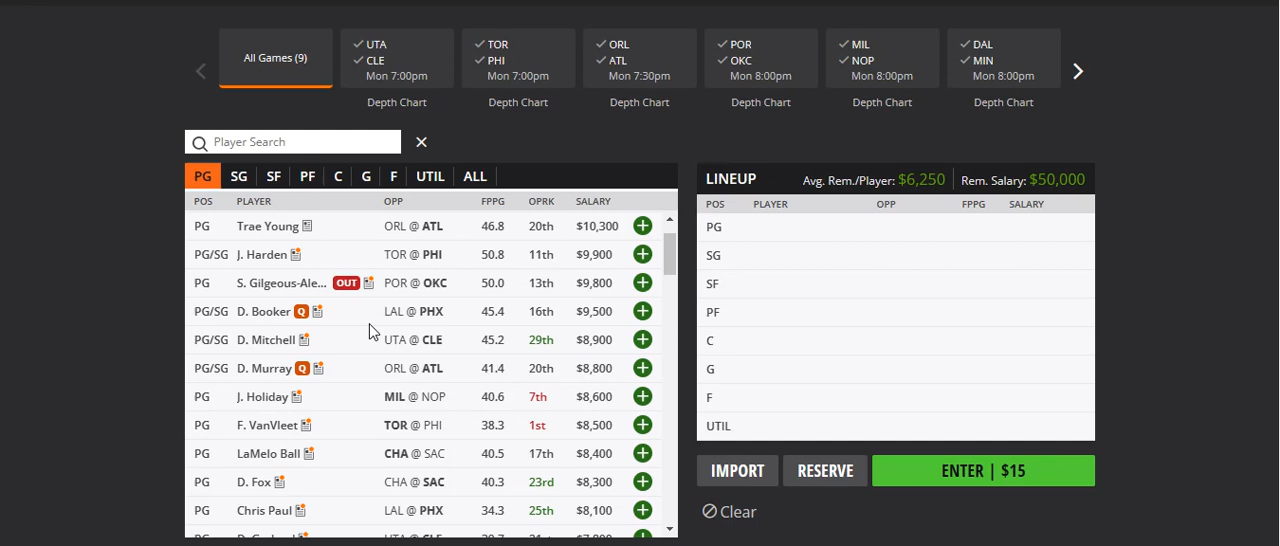 All Games (9)
UTA
CLE
Mon 7:00pm
Depth Chart
TOR
PHI
Mon 7:00pm
Depth Chart
ORL
ATL
Mon 7:30pm
Depth Chart
POR
OKC
Mon 8:00pm
Depth Chart
MIL
NOP
Mon 8:00pm
Depth Chart
DAL
MIN
Mon 8:00pm
Depth Chart
Player Search
PG SG SF PF C G F UTIL ALL
POS PLAYER OPP FPPG OPRK SALARY
PG Trae Young ORL @ ATL 46.8 20th $10,300
PG/SG J. Harden TOR @ PHI 50.8 11th $9,900
PG S. Gilgeous-Ale... OUT POR @ OKC 50.0 13th $9,800
PG/SG D. Booker Q LAL @ PHX 45.4 16th $9,500
PG/SG D. Mitchell UTA @ CLE 45.2 29th $8,900
PG/SG D. Murray Q ORL @ ATL 41.4 20th $8,800
PG J. Holiday MIL @ NOP 40.6 7th $8,600
PG F. VanVleet TOR @ PHI 38.3 1st $8,500
PG LaMelo Ball CHA @ SAC 40.5 17th $8,400
PG D. Fox CHA @ SAC 40.3 23rd $8,300
PG Chris Paul LAL @ PHX 34.3 25th $8,100
LINEUP Avg. Rem./Player: $6,250 Rem. Salary: $50,000
POS PLAYER OPP FPPG SALARY
PG
SG
SF
PF
C
G
F
UTIL
IMPORT RESERVE ENTER | $15
Clear